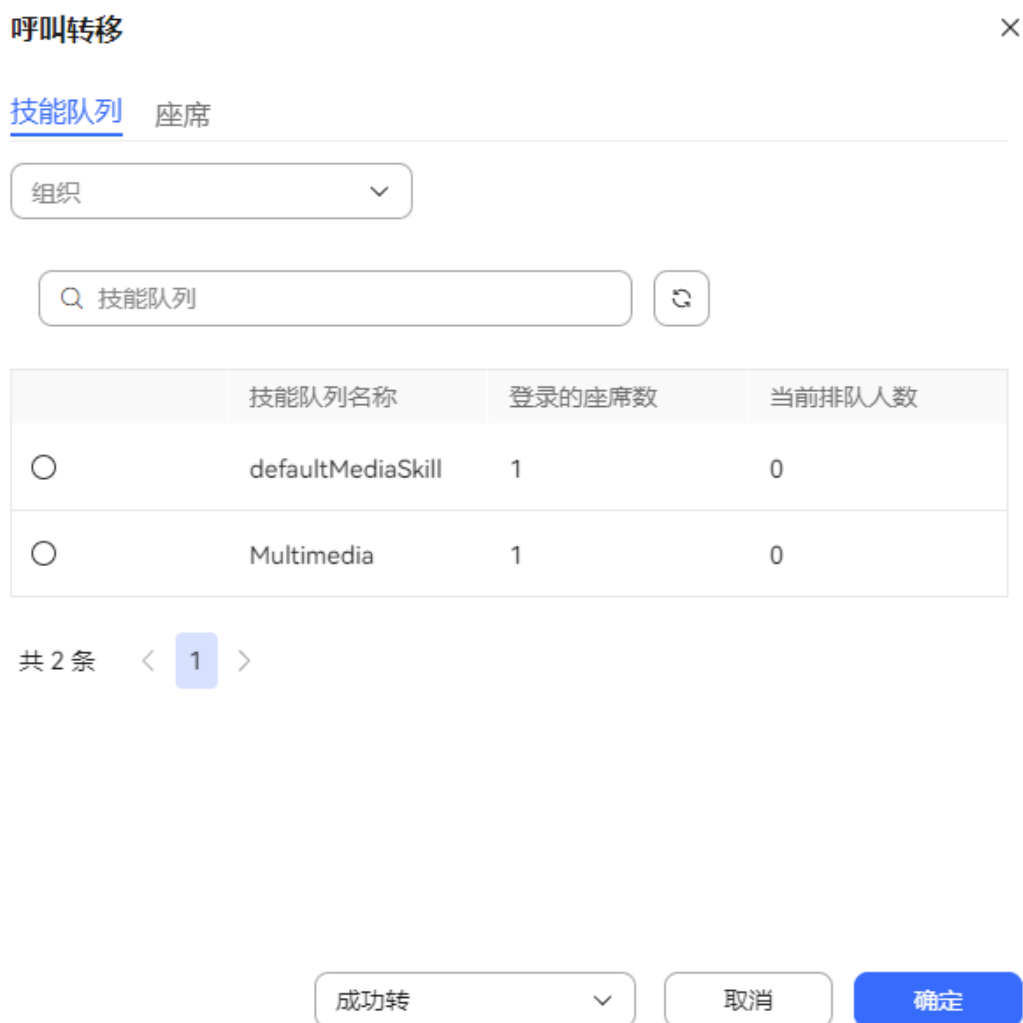 呼叫转移
技能队列 座席
组织
技能队列
技能队列名称 登录的座席数 当前排队人数
defaultMediaSkill 1 0
Multimedia 1 0
共 2 条 1
成功转 取消 确定